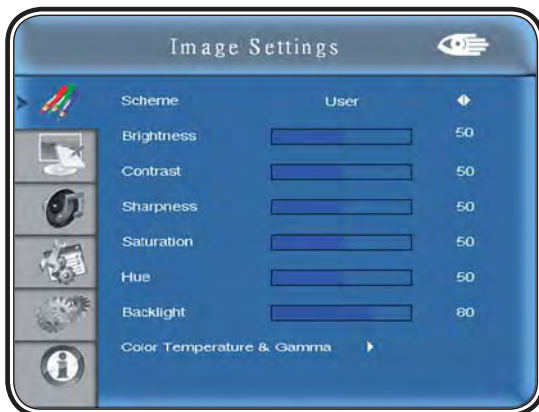 Image Settings
Scheme User
Brightness 50
Contrast 50
Sharpness 50
Saturation 50
Hue 50
Backlight 80
Color Temperature & Gamma